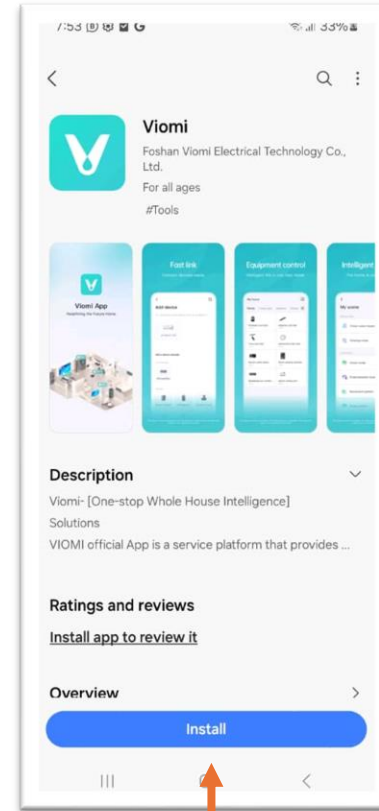 7:53
33%
Viomi
Foshan Viomi Electrical Technology Co.,
Ltd.
For all ages
#Tools
Viomi App
Fast link
Equipment control
Intelligent
Description
Viomi- [One-stop Whole House Intelligence]
Solutions
VIOMI official App is a service platform that provides ...
Ratings and reviews
Install app to review it
Overview
Install